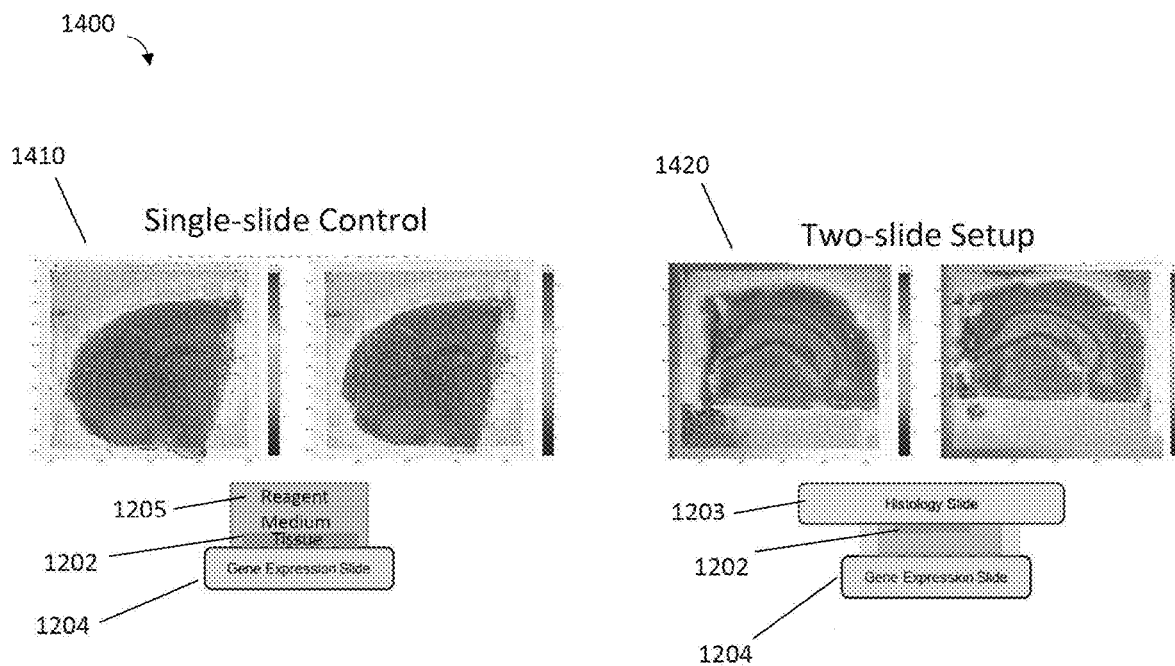 1400
1410
1420
Single-slide Control
Two-slide Setup
1205
Reagent
Medium
1202
Tissue
Gene Expression Slide
1204
1203
Histology Slide
1202
Gene Expression Slide
1204